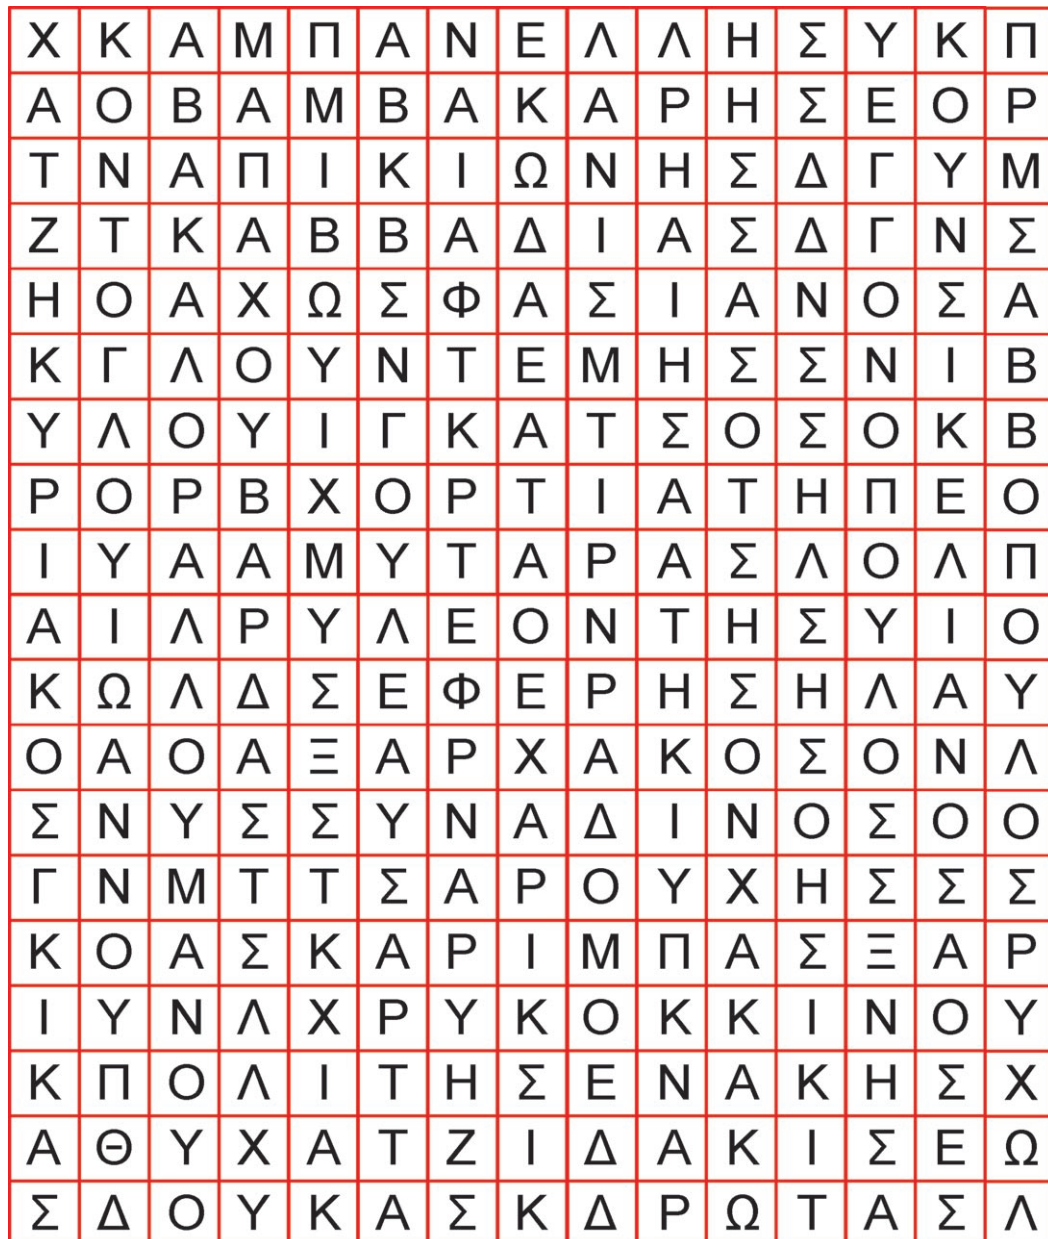 Χ Κ Α Μ Π Α Ν Ε Λ Λ Η Σ Υ Κ Π
Α Ο Β Α Μ Β Α Κ Α Ρ Η Σ Ε Ο Ρ
Τ Ν Α Π Ι Κ Ι Ω Ν Η Σ Δ Γ Υ Μ
Ζ Τ Κ Α Β Β Α Δ Ι Α Σ Δ Γ Ν Σ
Η Ο Α Χ Ω Σ Φ Α Σ Ι Α Ν Ο Σ Α
Κ Γ Λ Ο Υ Ν Τ Ε Μ Η Σ Σ Ν Ι Β
Υ Λ Ο Υ Ι Γ Κ Α Τ Σ Ο Σ Ο Κ Β
Ρ Ο Ρ Β Χ Ο Ρ Τ Ι Α Τ Η Π Ε Ο
Ι Υ Α Α Μ Υ Τ Α Ρ Α Σ Λ Ο Λ Π
Α Ι Λ Ρ Υ Λ Ε Ο Ν Τ Η Σ Υ Ι Ο
Κ Ω Λ Δ Σ Ε Φ Ε Ρ Η Σ Η Λ Α Υ
Ο Α Ο Α Ξ Α Ρ Χ Α Κ Ο Σ Ο Ν Λ
Σ Ν Υ Σ Σ Υ Ν Α Δ Ι Ν Ο Σ Ο Ο
Γ Ν Μ Τ Τ Σ Α Ρ Ο Υ Χ Η Σ Σ Σ
Κ Ο Α Σ Κ Α Ρ Ι Μ Π Α Σ Ξ Α Ρ
Ι Υ Ν Λ Χ Ρ Υ Κ Ο Κ Κ Ι Ν Ο Υ
Κ Π Ο Λ Ι Τ Η Σ Ε Ν Α Κ Η Σ Χ
Α Θ Υ Χ Α Τ Ζ Ι Δ Α Κ Ι Σ Ε Ω
Σ Δ Ο Υ Κ Α Σ Κ Δ Ρ Ω Τ Α Σ Λ